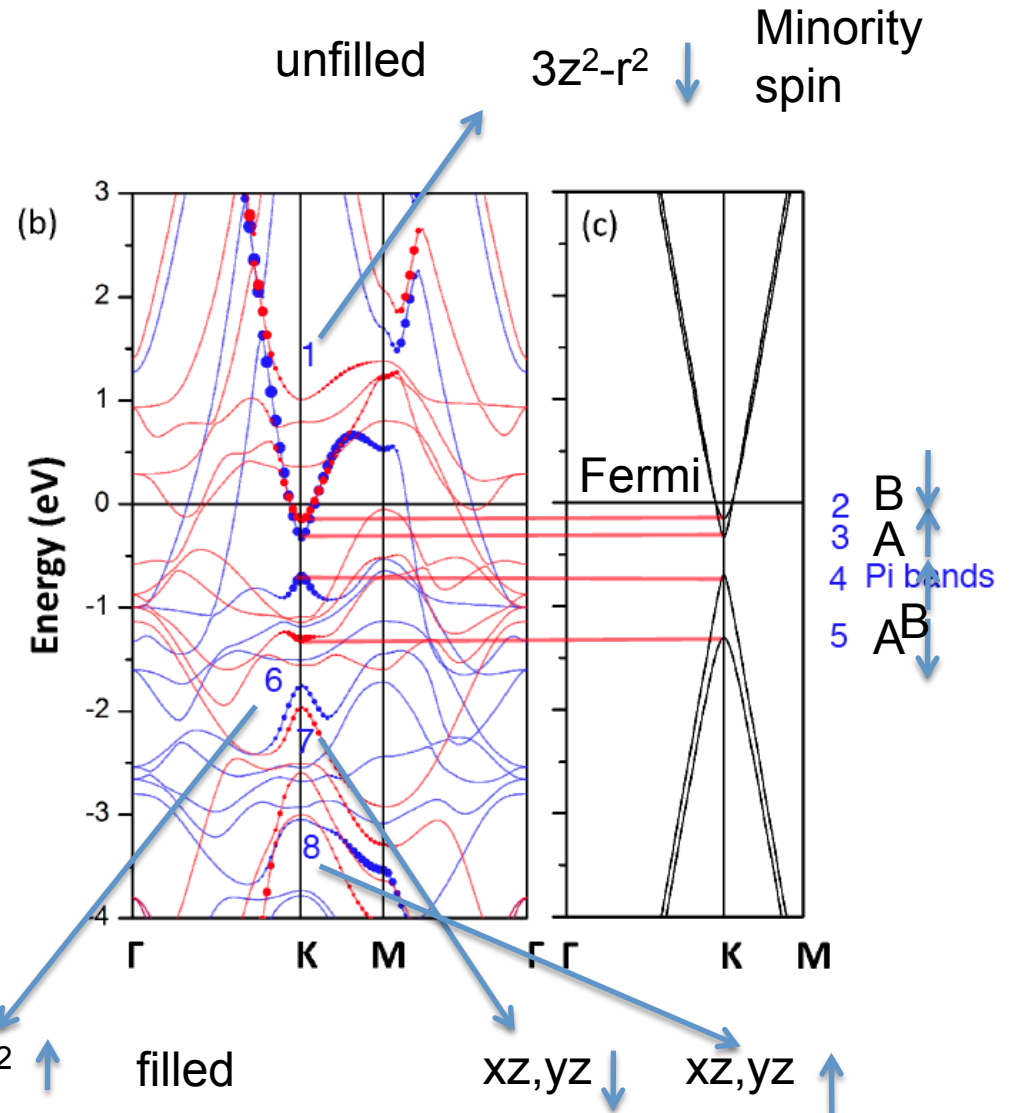 unfilled
3z²-r²
Minority
spin
(b)
(c)
3
2
1
0
-1
-2
-3
-4
Energy (eV)
1
6
7
8
Fermi
2 B
3 A
4 Pi bands
5 A B
Γ K M Γ
Γ K M
2
filled
xz,yz
xz,yz